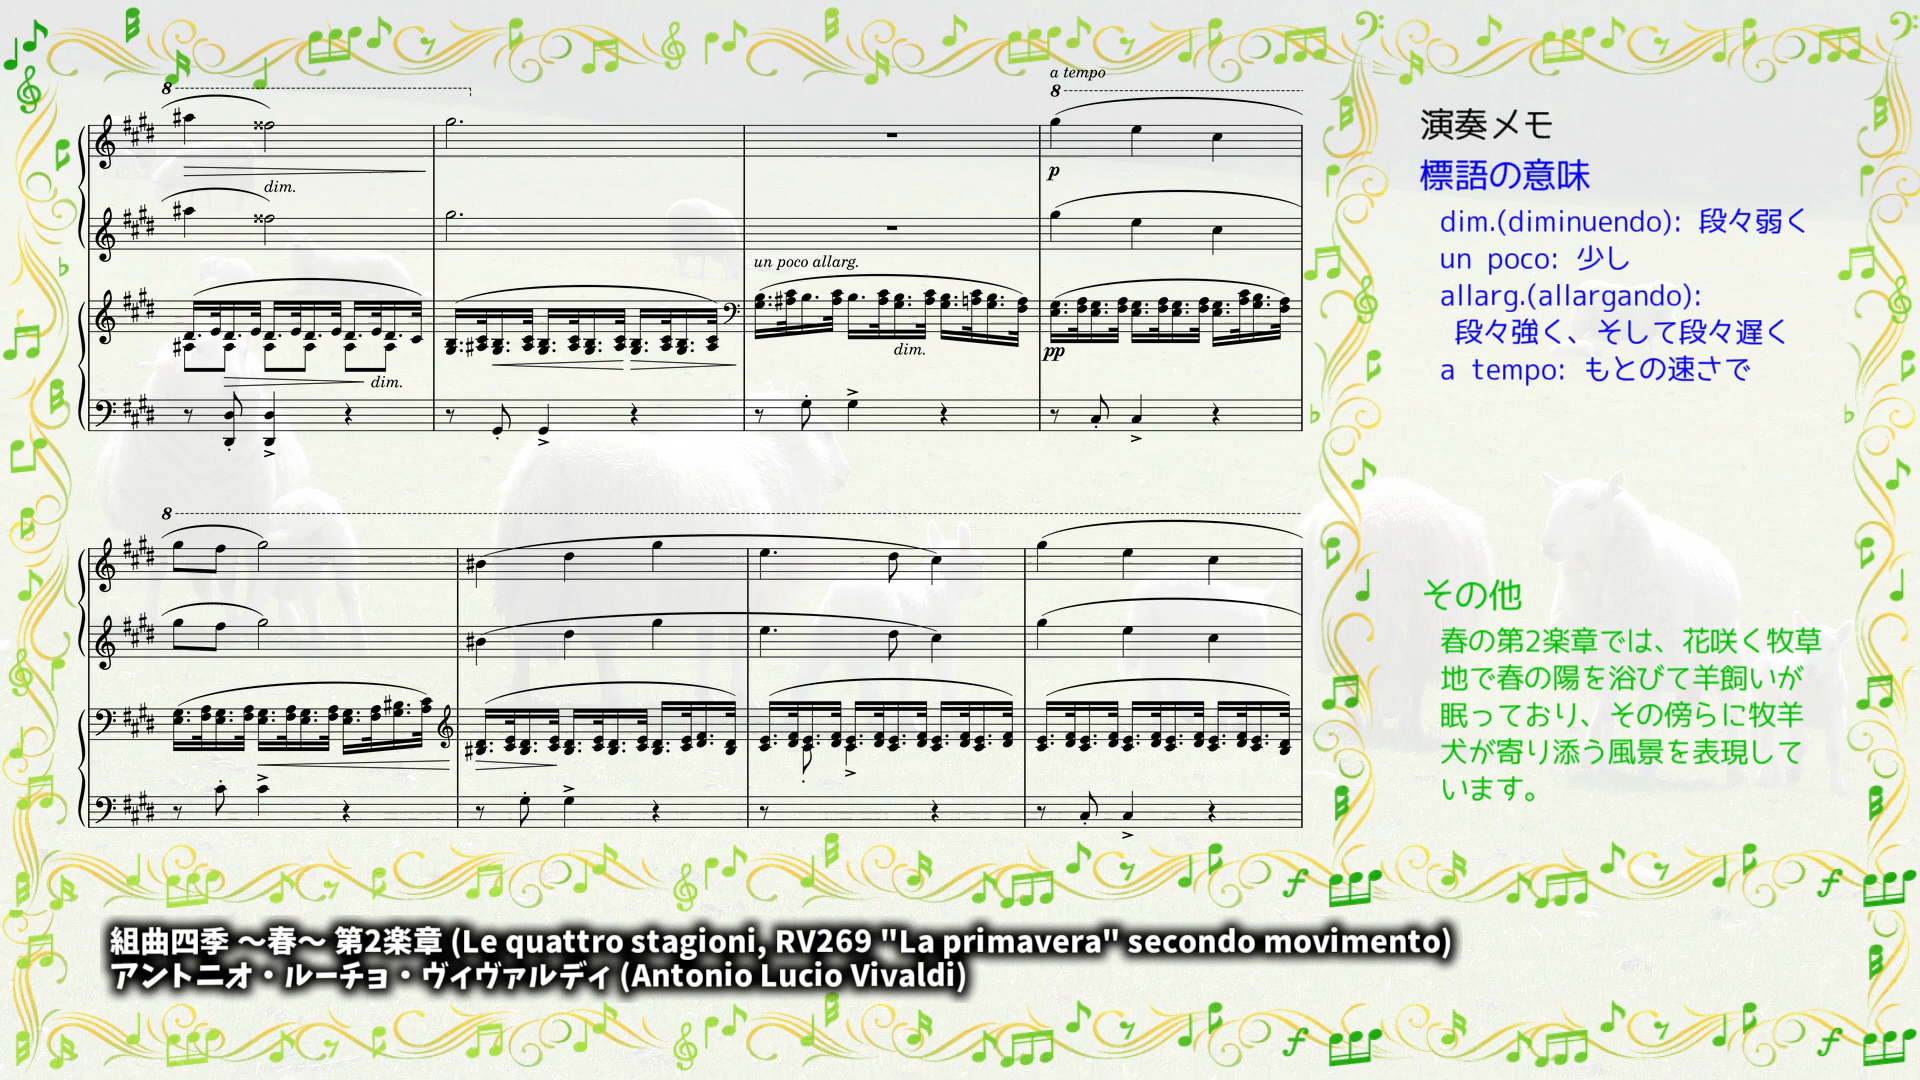 8
a tempo
8
dim.
p
un poco allarg.
dim.
dim.
pp
8
演奏メモ
標語の意味
dim.(diminuendo): 段々弱く
un poco: 少し
allarg.(allargando):
段々強く、そして段々遅く
a tempo: もとの速さで
その他
春の第2楽章では、花咲く牧草
地で春の陽を浴びて羊飼いが
眠っており、その傍らに牧羊
犬が寄り添う風景を表現して
います。
組曲四季 ～春～ 第2楽章 (Le quattro stagioni, RV269 "La primavera" secondo movimento)
アントニオ・ルーチョ・ヴィヴァルディ (Antonio Lucio Vivaldi)